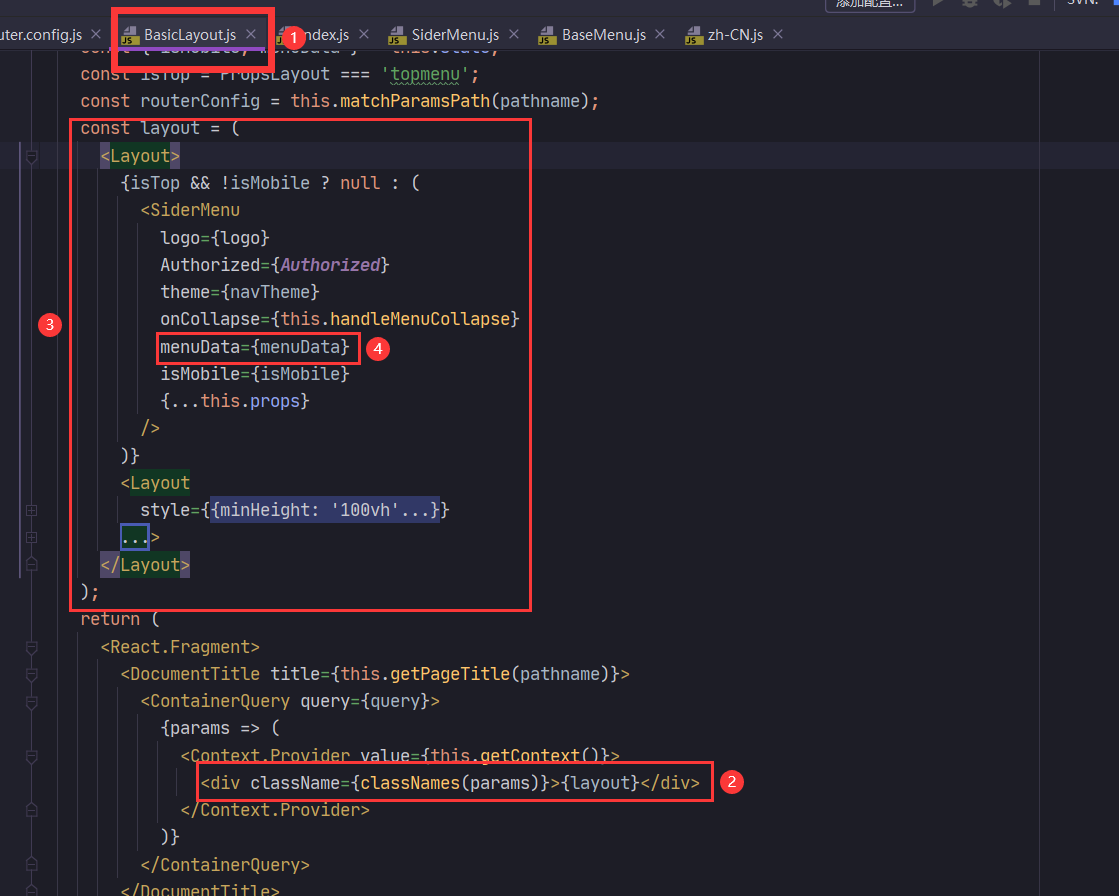 添加配置...
SVN:
uter.config.js
BasicLayout.js
1
ndex.js
SiderMenu.js
BaseMenu.js
zh-CN.js
const isTop = PropsLayout === 'topmenu';
const routerConfig = this.matchParamsPath(pathname);
const layout = (
<Layout>
{isTop && !isMobile ? null : (
<SiderMenu
logo={logo}
Authorized={Authorized}
theme={navTheme}
onCollapse={this.handleMenuCollapse}
3
menuData={menuData}
4
isMobile={isMobile}
{...this.props}
/>
)}
<Layout
style={{minHeight: '100vh'...}}
...>
</Layout>
);
return (
<React.Fragment>
<DocumentTitle title={this.getPageTitle(pathname)}>
<ContainerQuery query={query}>
{params => (
<Context.Provider value={this.getContext()}>
<div className={classNames(params)}>{layout}</div>
2
</Context.Provider>
)}
</ContainerQuery>
</DocumentTitle>